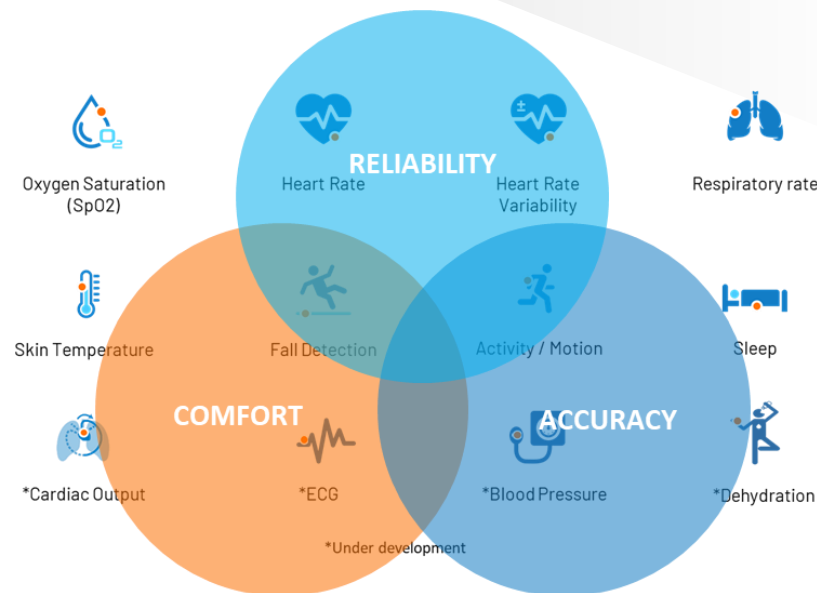 O2
±
RELIABILITY
Oxygen Saturation
(SpO2)
Heart Rate
Heart Rate
Variability
Respiratory rate
Skin Temperature
Fall Detection
Activity / Motion
Sleep
COMFORT
ACCURACY
*Cardiac Output
*ECG
*Blood Pressure
*Dehydration
*Under development